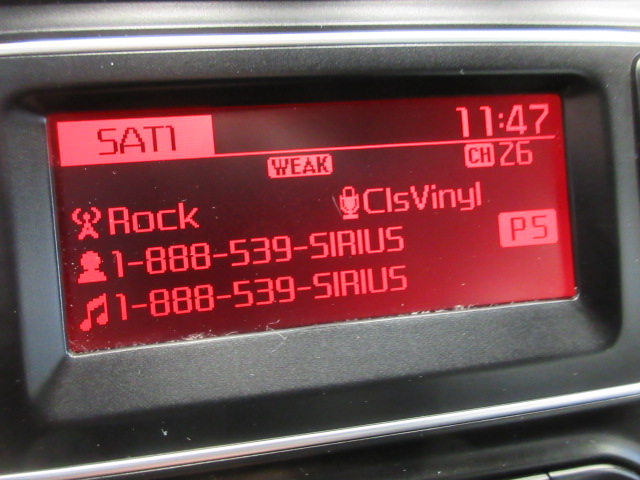 SAT1 11:47
WEAK CH 26
Rock ClsVinyl
1-888-539-SIRIUS PS
1-888-539-SIRIUS